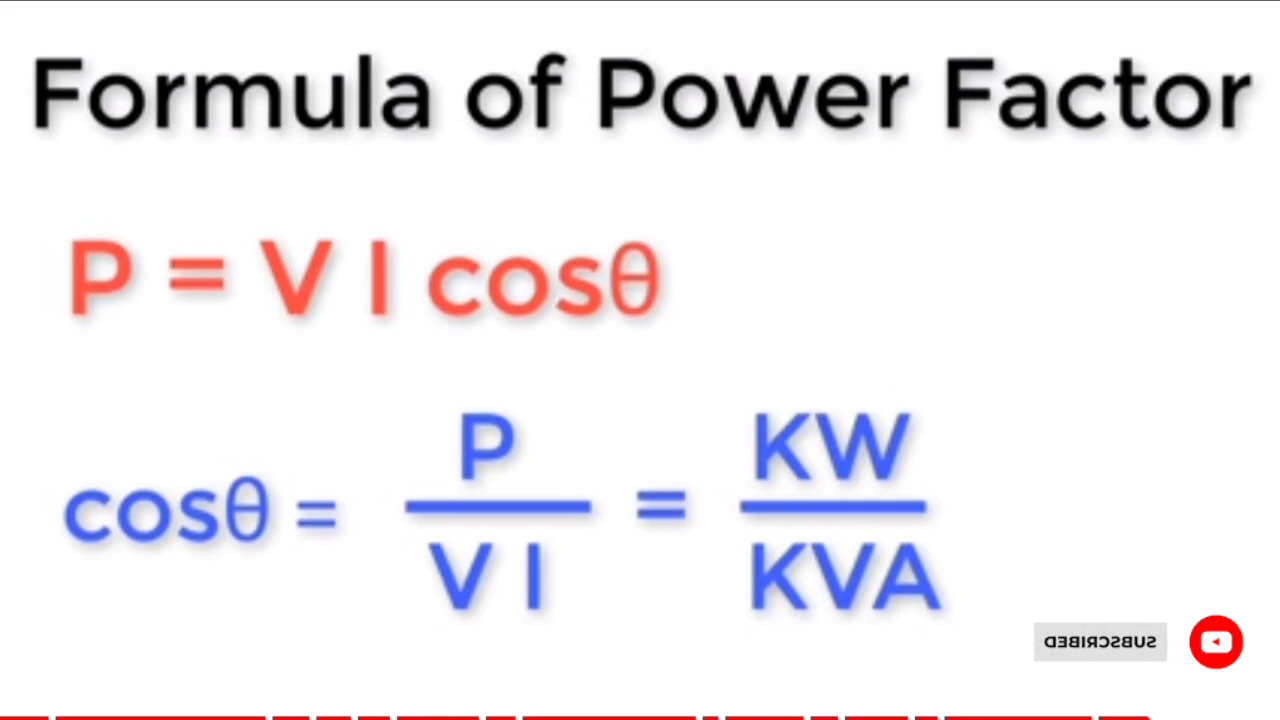 Formula of Power Factor
P = V I cosθ
cosθ = P / V I = KW / KVA
SUBSCRIBED